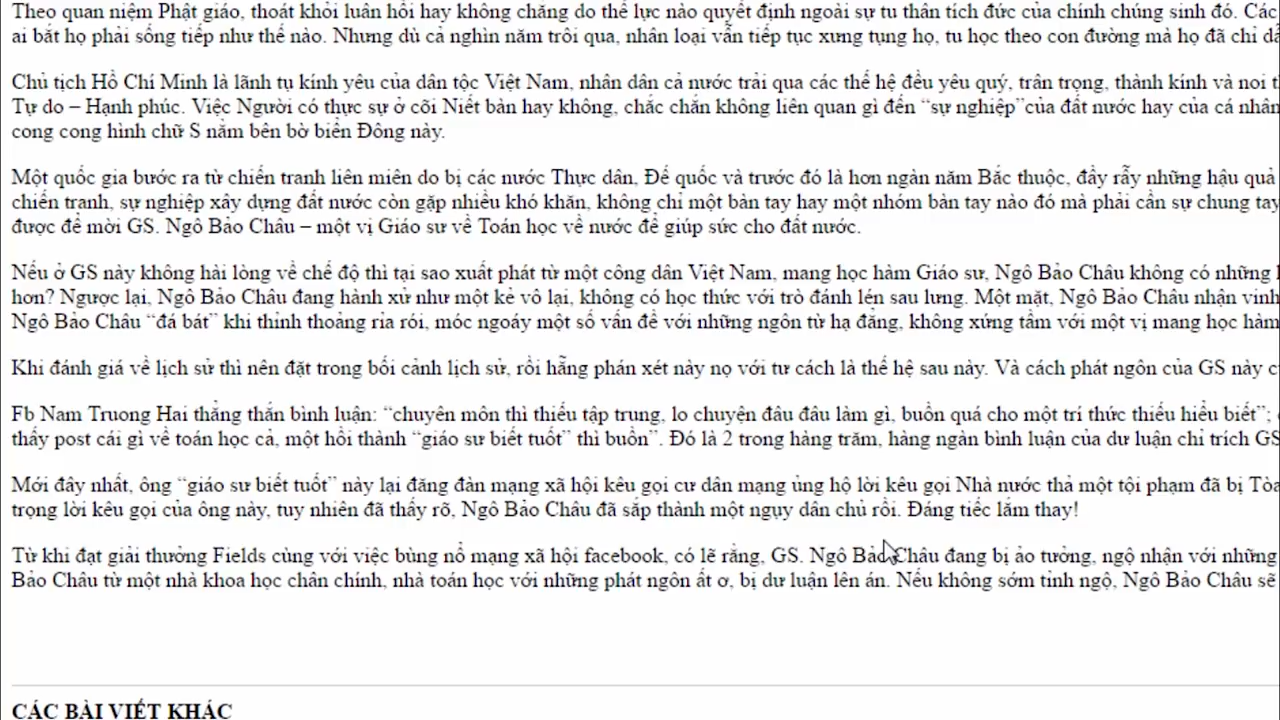 Theo quan niệm Phật giáo, thoát khỏi luân hồi hay không chẳng do thế lực nào quyết định ngoài sự tu thân tích đức của chính chúng sinh đó. Các
ai bắt họ phải sống tiếp như thế nào. Nhưng dù cả nghìn năm trôi qua, nhân loại vẫn tiếp tục xưng tụng họ, tu học theo con đường mà họ đã chỉ
Chủ tịch Hồ Chí Minh là lãnh tụ kính yêu của dân tộc Việt Nam, nhân dân cả nước trải qua các thế hệ đều yêu quý, trân trọng, thành kính và noi
Tự do – Hạnh phúc. Việc Người có thực sự ở cõi Niết bàn hay không, chắc chắn không liên quan gì đến “sự nghiệp”của đất nước hay của cá nhân
cong cong hình chữ S nằm bên bờ biển Đông này.
Một quốc gia bước ra từ chiến tranh liên miên do bị các nước Thực dân, Đế quốc và trước đó là hơn ngàn năm Bắc thuộc, đầy rẫy những hậu quả
chiến tranh, sự nghiệp xây dựng đất nước còn gặp nhiều khó khăn, không chỉ một bàn tay hay một nhóm bàn tay nào đó mà phải cần sự chung tay
được để mời GS. Ngô Bảo Châu – một vị Giáo sư về Toán học về nước để giúp sức cho đất nước.
Nếu ở GS này không hài lòng về chế độ thì tại sao xuất phát từ một công dân Việt Nam, mang học hàm Giáo sư, Ngô Bảo Châu không có những
hơn? Ngược lại, Ngô Bảo Châu đang hành xử như một kẻ vô lại, không có học thức với trò đánh lén sau lưng. Một mặt, Ngô Bảo Châu nhận vinh
Ngô Bảo Châu “đá bát” khi thỉnh thoảng rỉa rói, móc ngoáy một số vấn đề với những ngôn từ hạ đẳng, không xứng tầm với một vị mang học hàm
Khi đánh giá về lịch sử thì nên đặt trong bối cảnh lịch sử, rồi hẵng phán xét này nọ với tư cách là thế hệ sau này. Và cách phát ngôn của GS này
Fb Nam Truong Hai thẳng thắn bình luận: “chuyên môn thì thiếu tập trung, lo chuyện đâu đâu làm gì, buồn quá cho một trí thức thiếu hiểu biết”;
thấy post cái gì về toán học cả, một hồi thành “giáo sư biết tuốt” thì buồn”. Đó là 2 trong hàng trăm, hàng ngàn bình luận của dư luận chỉ trích GS
Mới đây nhất, ông “giáo sư biết tuốt” này lại đăng đàn mạng xã hội kêu gọi cư dân mạng ủng hộ lời kêu gọi Nhà nước thả một tội phạm đã bị Tòa
trọng lời kêu gọi của ông này, tuy nhiên đã thấy rõ, Ngô Bảo Châu đã sắp thành một ngụy dân chủ rồi. Đáng tiếc lắm thay!
Từ khi đạt giải thưởng Fields cùng với việc bùng nổ mạng xã hội facebook, có lẽ rằng, GS. Ngô Bảo Châu đang bị ảo tưởng, ngộ nhận với những
Bảo Châu từ một nhà khoa học chân chính, nhà toán học với những phát ngôn ất ơ, bị dư luận lên án. Nếu không sớm tỉnh ngộ, Ngô Bảo Châu sẽ
CÁC BÀI VIẾT KHÁC